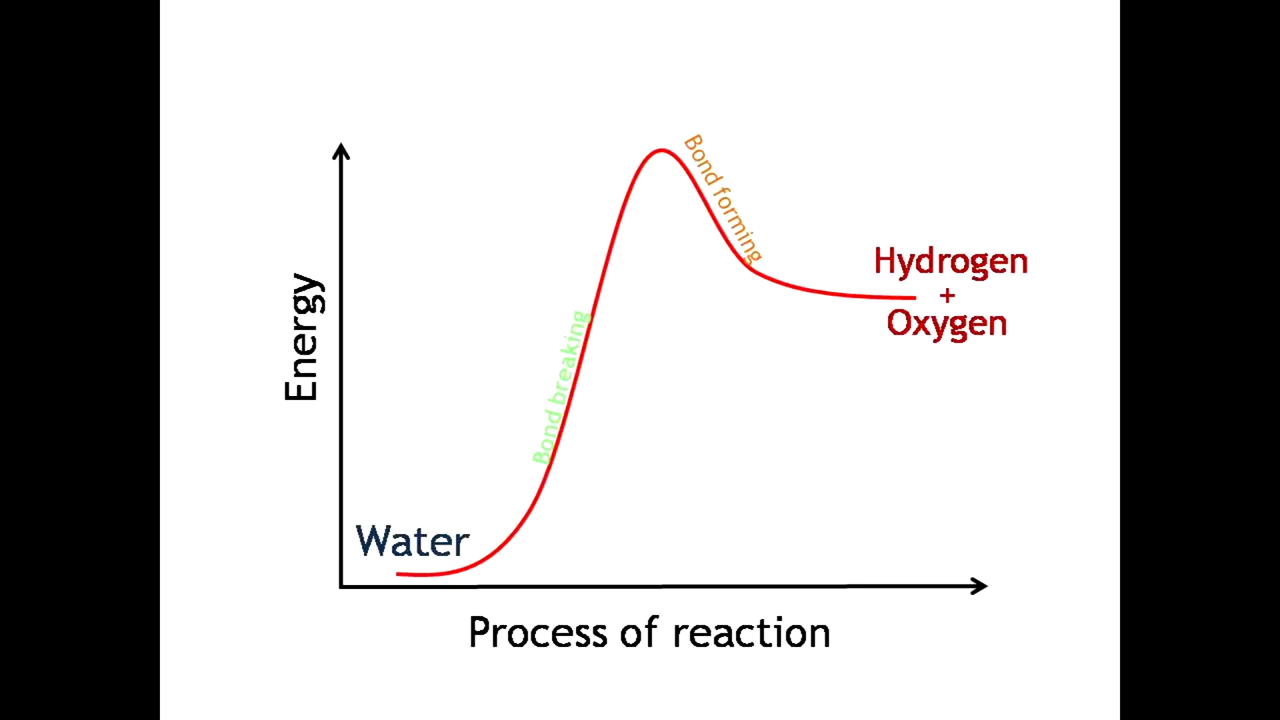 Bond forming
Hydrogen
+
Oxygen
Energy
Bond breaking
Water
Process of reaction